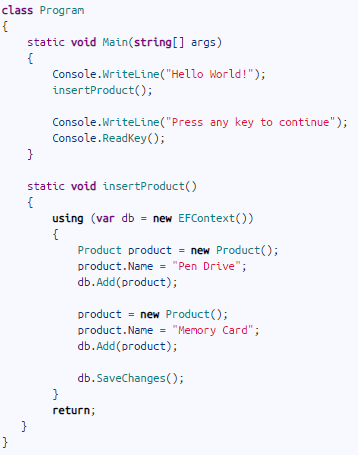 class Program
{
    static void Main(string[] args)
    {
        Console.WriteLine("Hello World!");
        insertProduct();

        Console.WriteLine("Press any key to continue");
        Console.ReadKey();
    }

    static void insertProduct()
    {
        using (var db = new EFContext())
        {
            Product product = new Product();
            product.Name = "Pen Drive";
            db.Add(product);

            product = new Product();
            product.Name = "Memory Card";
            db.Add(product);

            db.SaveChanges();
        }
        return;
   }
}